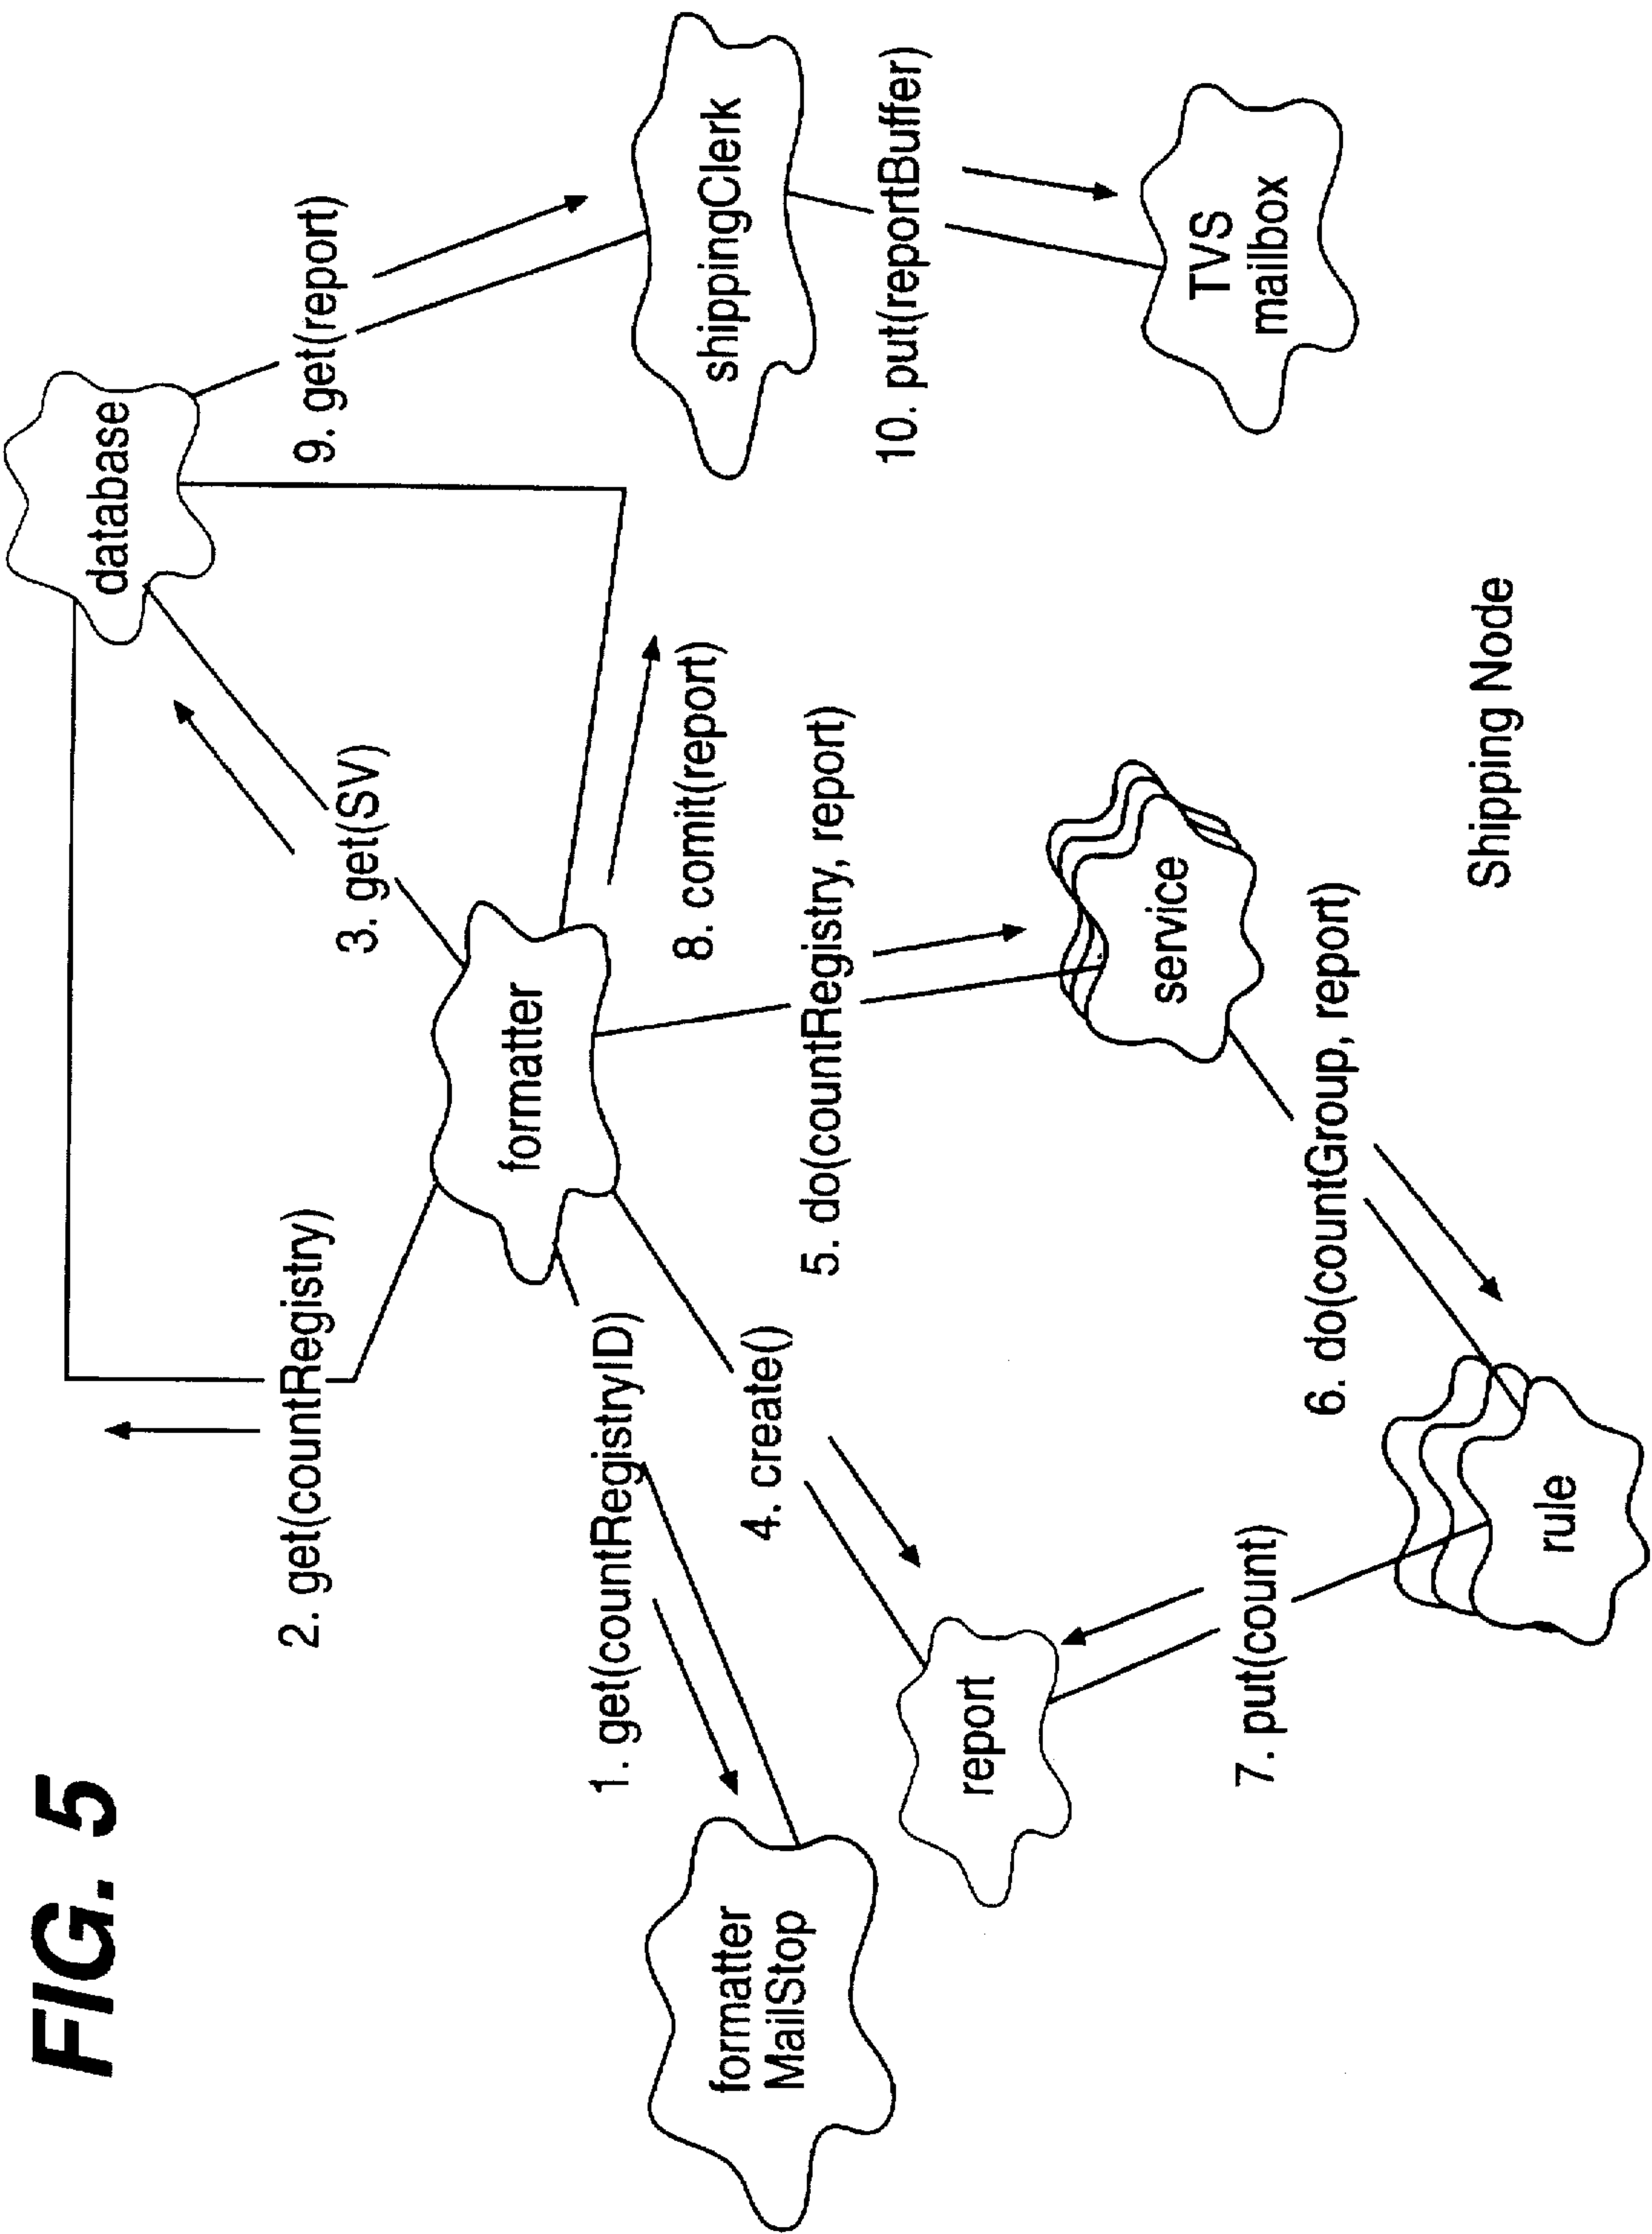 FIG. 5
database
2. get(countRegistry)
3. get(SV)
9. get(report)
formatter
1. get(countRegistryID)
8. comit(report)
shippingClerk
formatter
MailStop
4. create()
5. do(countRegistry, report)
10. put(reportBuffer)
report
service
TVS
mailbox
7. put(count)
6. do(countGroup, report)
rule
Shipping Node